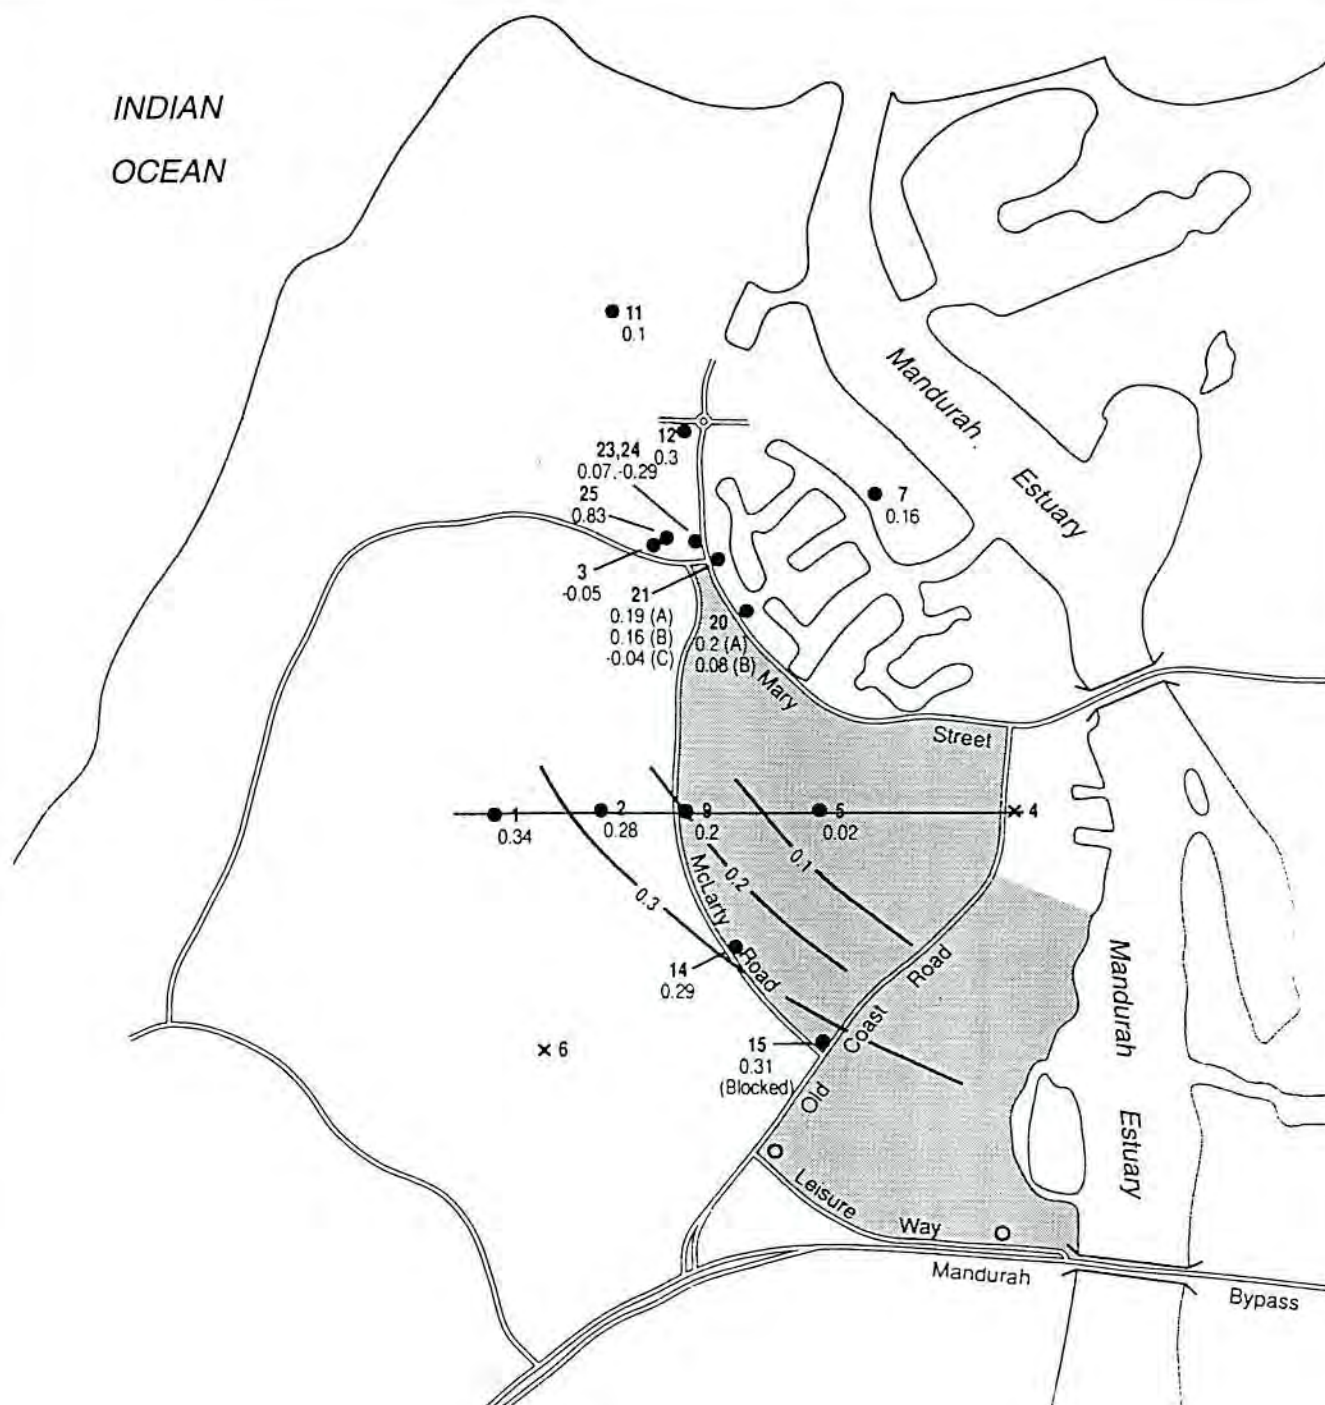 INDIAN
OCEAN
11
0.1
Mandurah
Estuary
12
0.3
23,24
0.07,-0.29
25
0.83
7
0.16
3
-0.05
21
0.19 (A)
0.16 (B)
-0.04 (C)
20
0.2 (A)
0.08 (B)
Mary
Street
1
0.34
2
0.28
9
0.2
5
0.02
4
0.1
0.2
0.3
McLarty
Road
14
0.29
Road
Coast
Old
15
0.31
(Blocked)
6
Mandurah
Estuary
Leisure
Way
Mandurah
Bypass